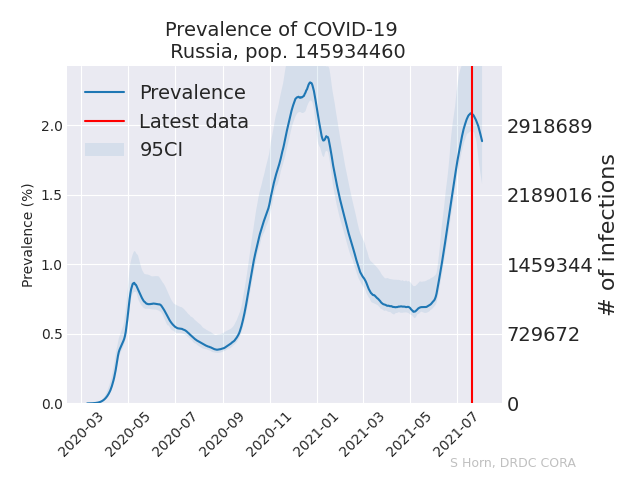 Prevalence of COVID-19
Russia, pop. 145934460
Prevalence
Latest data
95CI
Prevalence (%)
2.0
1.5
1.0
0.5
0.0
2918689
2189016
1459344
729672
0
# of infections
2020-03
2020-05
2020-07
2020-09
2020-11
2021-01
2021-03
2021-05
2021-07
S Horn, DRDC CORA